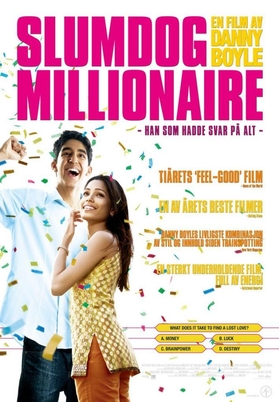 SLUMDOG
EN FILM AV
DANNY
BOYLE
MILLIONAIRE
- HAN SOM HADDE SVAR PÅ ALT -
TIÅRETS 'FEEL-GOOD' FILM
EN AV ÅRETS BESTE FILMER
DANNY BOYLES LIVLIGSTE KOMBINASJON
AV STIL OG INNHOLD SIDEN TRAINSPOTTING
EN STERKT UNDERHOLDENDE FILM
FULL AV ENERGI
WHAT DOES IT TAKE TO FIND A LOST LOVE?
A. MONEY
B. LUCK
C. BRAINPOWER
D. DESTINY